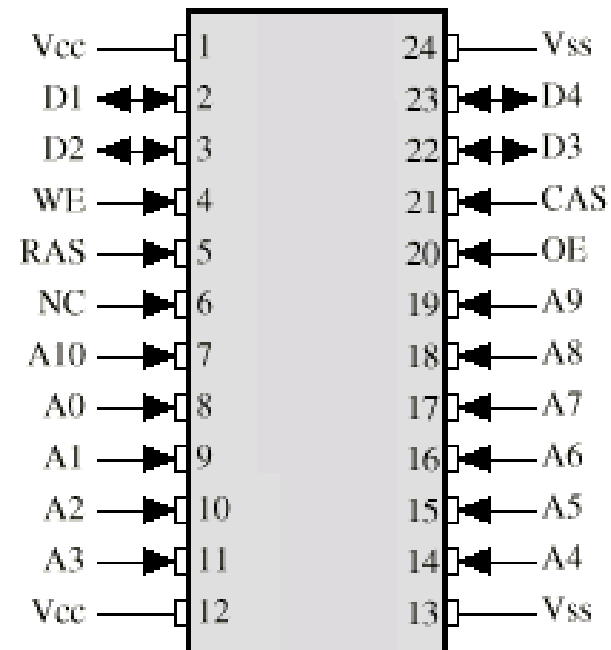 Vcc 1 24 Vss
D1 2 23 D4
D2 3 22 D3
WE 4 21 CAS
RAS 5 20 OE
NC 6 19 A9
A10 7 18 A8
A0 8 17 A7
A1 9 16 A6
A2 10 15 A5
A3 11 14 A4
Vcc 12 13 Vss